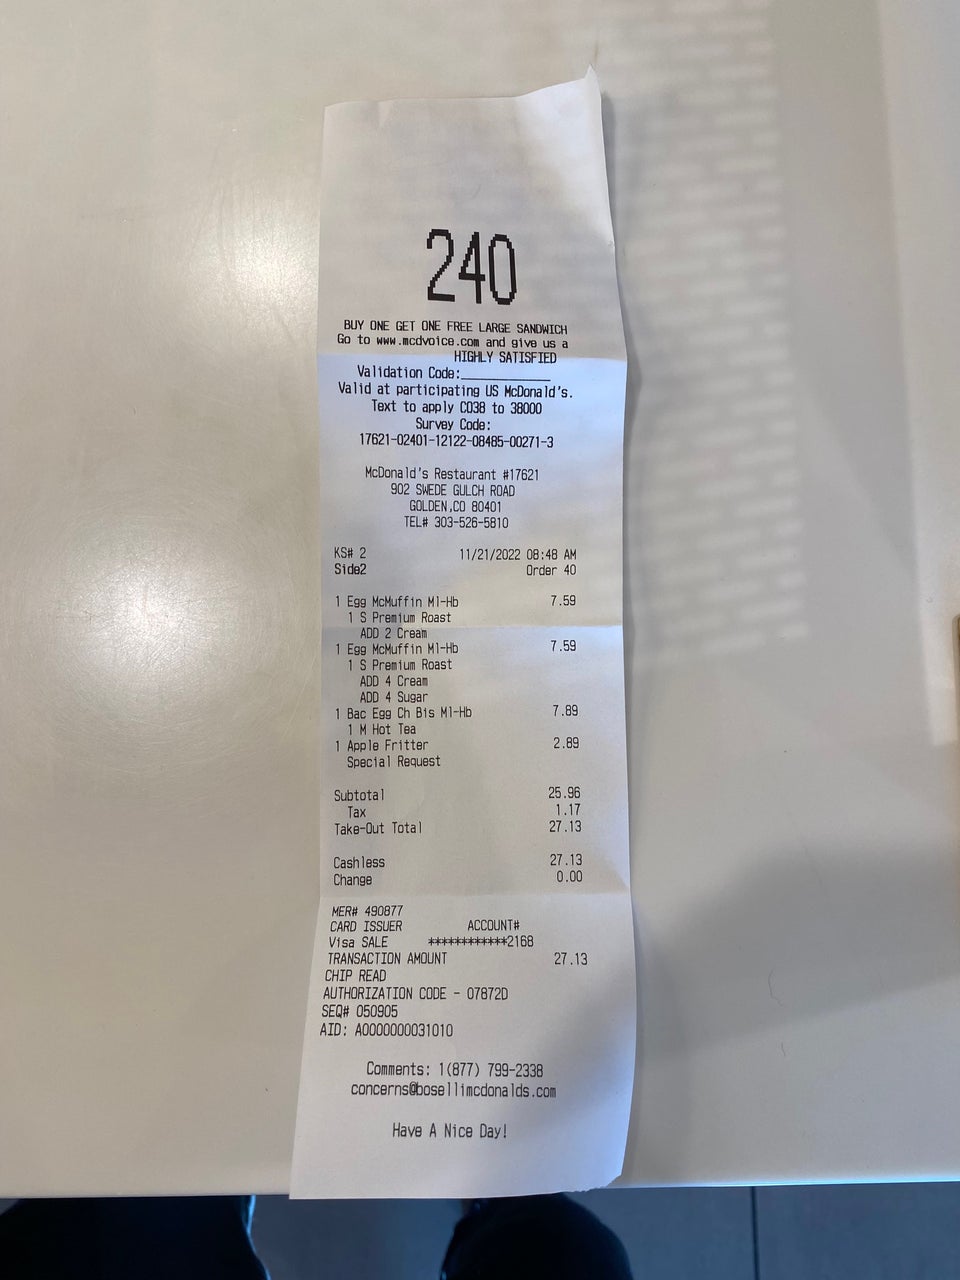 240
BUY ONE GET ONE FREE LARGE SANDWICH
Go to www.mcdvoice.com and give us a
HIGHLY SATISFIED
Validation Code:____________
Valid at participating US McDonald's.
Text to apply CO38 to 38000
Survey Code:
17621-02401-12122-08485-00271-3
McDonald's Restaurant #17621
902 SWEDE GULCH ROAD
GOLDEN,CO 80401
TEL# 303-526-5810
KS# 2 11/21/2022 08:48 AM
Side2 Order 40
1 Egg McMuffin Ml-Hb 7.59
1 S Premium Roast
ADD 2 Cream
1 Egg McMuffin Ml-Hb 7.59
1 S Premium Roast
ADD 4 Cream
ADD 4 Sugar
1 Bac Egg Ch Bis Ml-Hb 7.89
1 M Hot Tea
1 Apple Fritter 2.89
Special Request
Subtotal 25.96
Tax 1.17
Take-Out Total 27.13
Cashless 27.13
Change 0.00
MER# 490877
CARD ISSUER ACCOUNT#
Visa SALE ************2168
TRANSACTION AMOUNT 27.13
CHIP READ
AUTHORIZATION CODE - 07872D
SEQ# 050905
AID: A0000000031010
Comments: 1(877) 799-2338
concerns@bosellimcdonalds.com
Have A Nice Day!